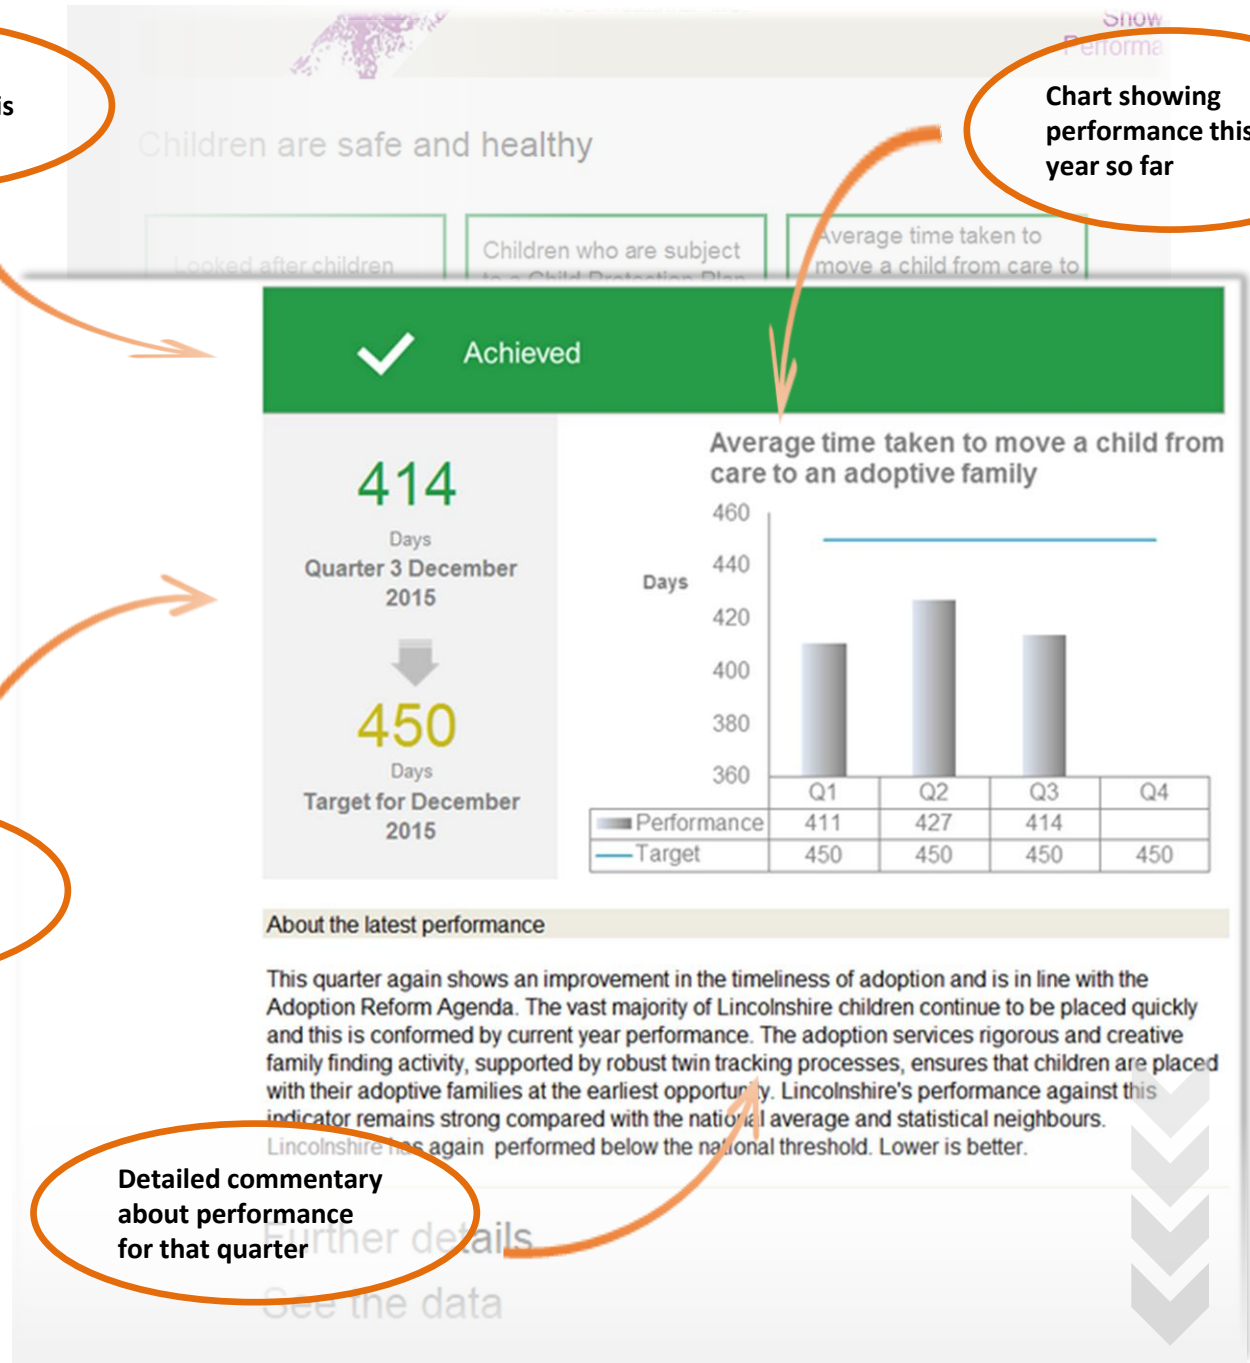 Show
Performa
is
Chart showing
performance this
year so far
Children are safe and healthy
Looked after children
Children who are subject
to a Child Protection Plan
Average time taken to
move a child from care to
Achieved
414
Days
Quarter 3 December
2015
450
Days
Target for December
2015
Average time taken to move a child from
care to an adoptive family
Days
460
440
420
400
380
360
Q1 Q2 Q3 Q4
Performance 411 427 414
Target 450 450 450 450
About the latest performance
This quarter again shows an improvement in the timeliness of adoption and is in line with the
Adoption Reform Agenda. The vast majority of Lincolnshire children continue to be placed quickly
and this is conformed by current year performance. The adoption services rigorous and creative
family finding activity, supported by robust twin tracking processes, ensures that children are placed
with their adoptive families at the earliest opportunity. Lincolnshire's performance against this
indicator remains strong compared with the national average and statistical neighbours.
Lincolnshire has again performed below the national threshold. Lower is better.
Detailed commentary
about performance
for that quarter
Further details
See the data